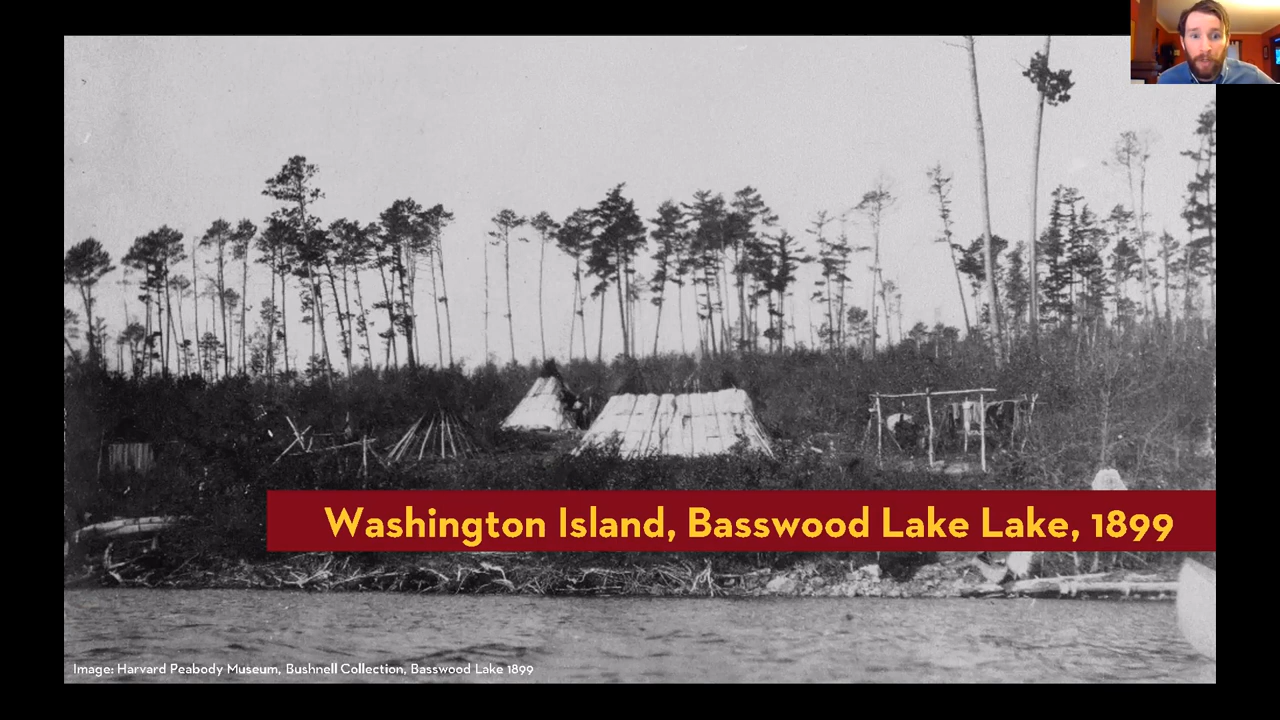 Washington Island, Basswood Lake Lake, 1899
Image: Harvard Peabody Museum, Bushnell Collection, Basswood Lake 1899